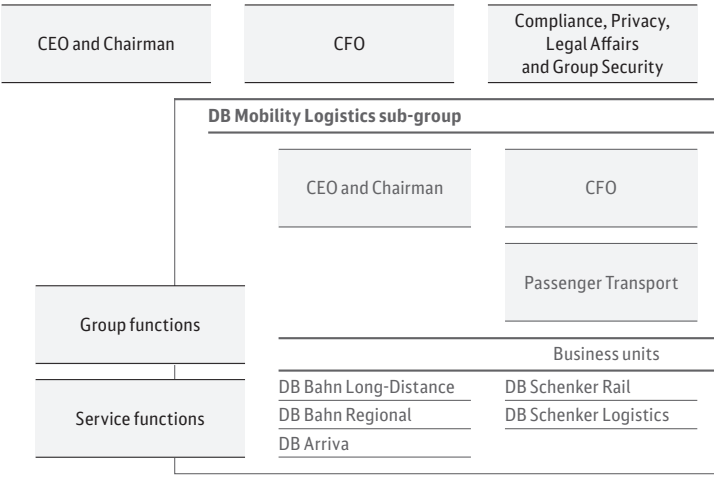 CEO and Chairman
CFO
Compliance, Privacy,
Legal Affairs
and Group Security
DB Mobility Logistics sub-group
CEO and Chairman
CFO
Passenger Transport
Group functions
Business units
Service functions
DB Bahn Long-Distance
DB Schenker Rail
DB Bahn Regional
DB Schenker Logistics
DB Arriva